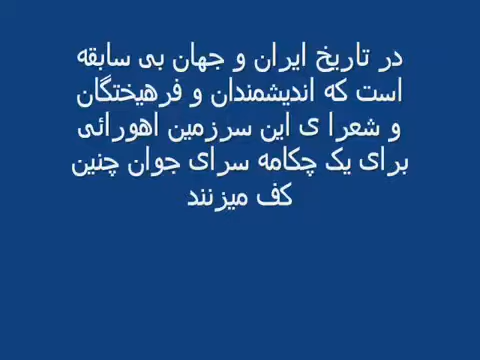 در تاریخ ایران و جهان بی سابقه
است که اندیشمندان و فرهیختگان
و شعرا ی این سرزمین اهورائی
برای یک چکامه سرای جوان چنین
کف میزنند